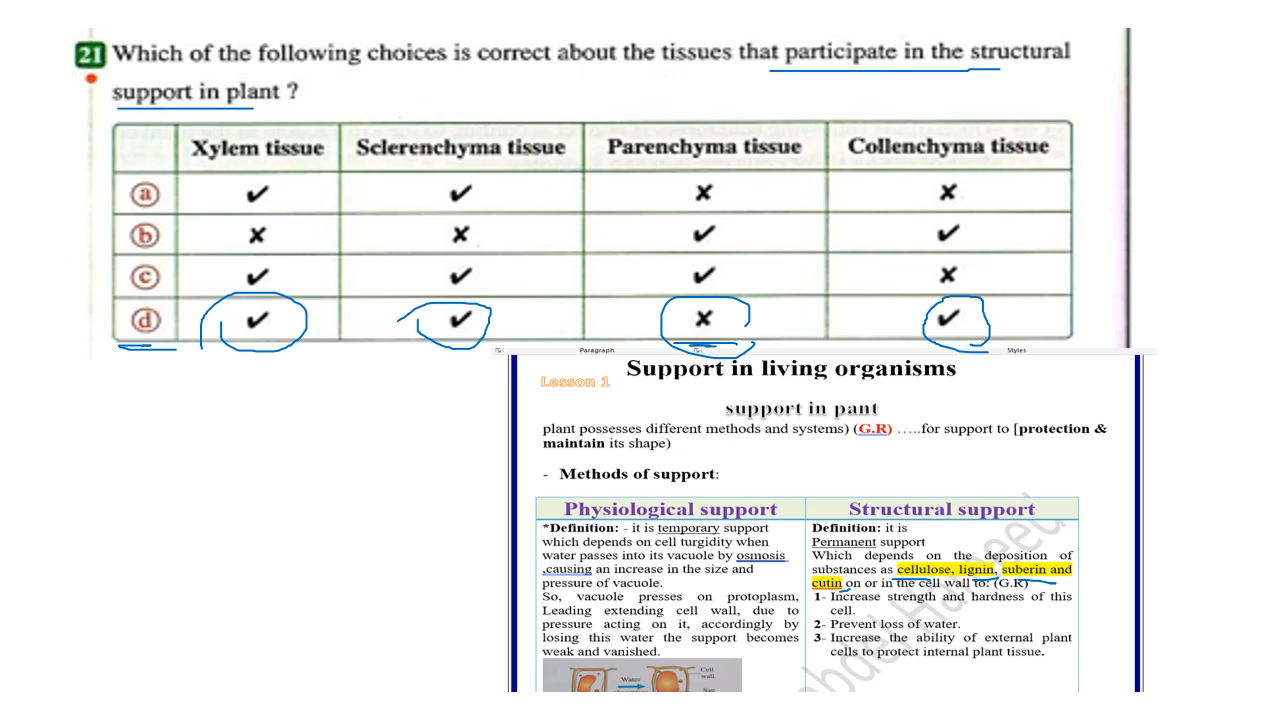 21 Which of the following choices is correct about the tissues that participate in the structural
support in plant ?
Xylem tissue Sclerenchyma tissue Parenchyma tissue Collenchyma tissue
a ✔ ✔ ✘ ✘
b ✘ ✘ ✔ ✔
c ✔ ✔ ✔ ✘
d ✔ ✔ ✘ ✔
Paragraph Styles
Lesson 1 Support in living organisms
support in pant
plant possesses different methods and systems) (G.R) …..for support to [protection &
maintain its shape)
- Methods of support:
Physiological support
*Definition: - it is temporary support
which depends on cell turgidity when
water passes into its vacuole by osmosis
,causing an increase in the size and
pressure of vacuole.
So, vacuole presses on protoplasm,
Leading extending cell wall, due to
pressure acting on it, accordingly by
losing this water the support becomes
weak and vanished.
Cell
wall
Water
Structural support
Definition: it is
Permanent support
Which depends on the deposition of
substances as cellulose, lignin, suberin and
cutin on or in the cell wall to: (G.R)
1- Increase strength and hardness of this
cell.
2- Prevent loss of water.
3- Increase the ability of external plant
cells to protect internal plant tissue.